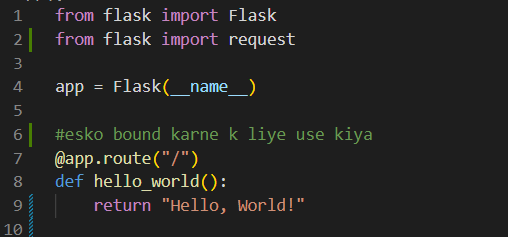 1 from flask import Flask
2 from flask import request
3
4 app = Flask(__name__)
5
6 #esko bound karne k liye use kiya
7 @app.route("/")
8 def hello_world():
9     return "Hello, World!"
10